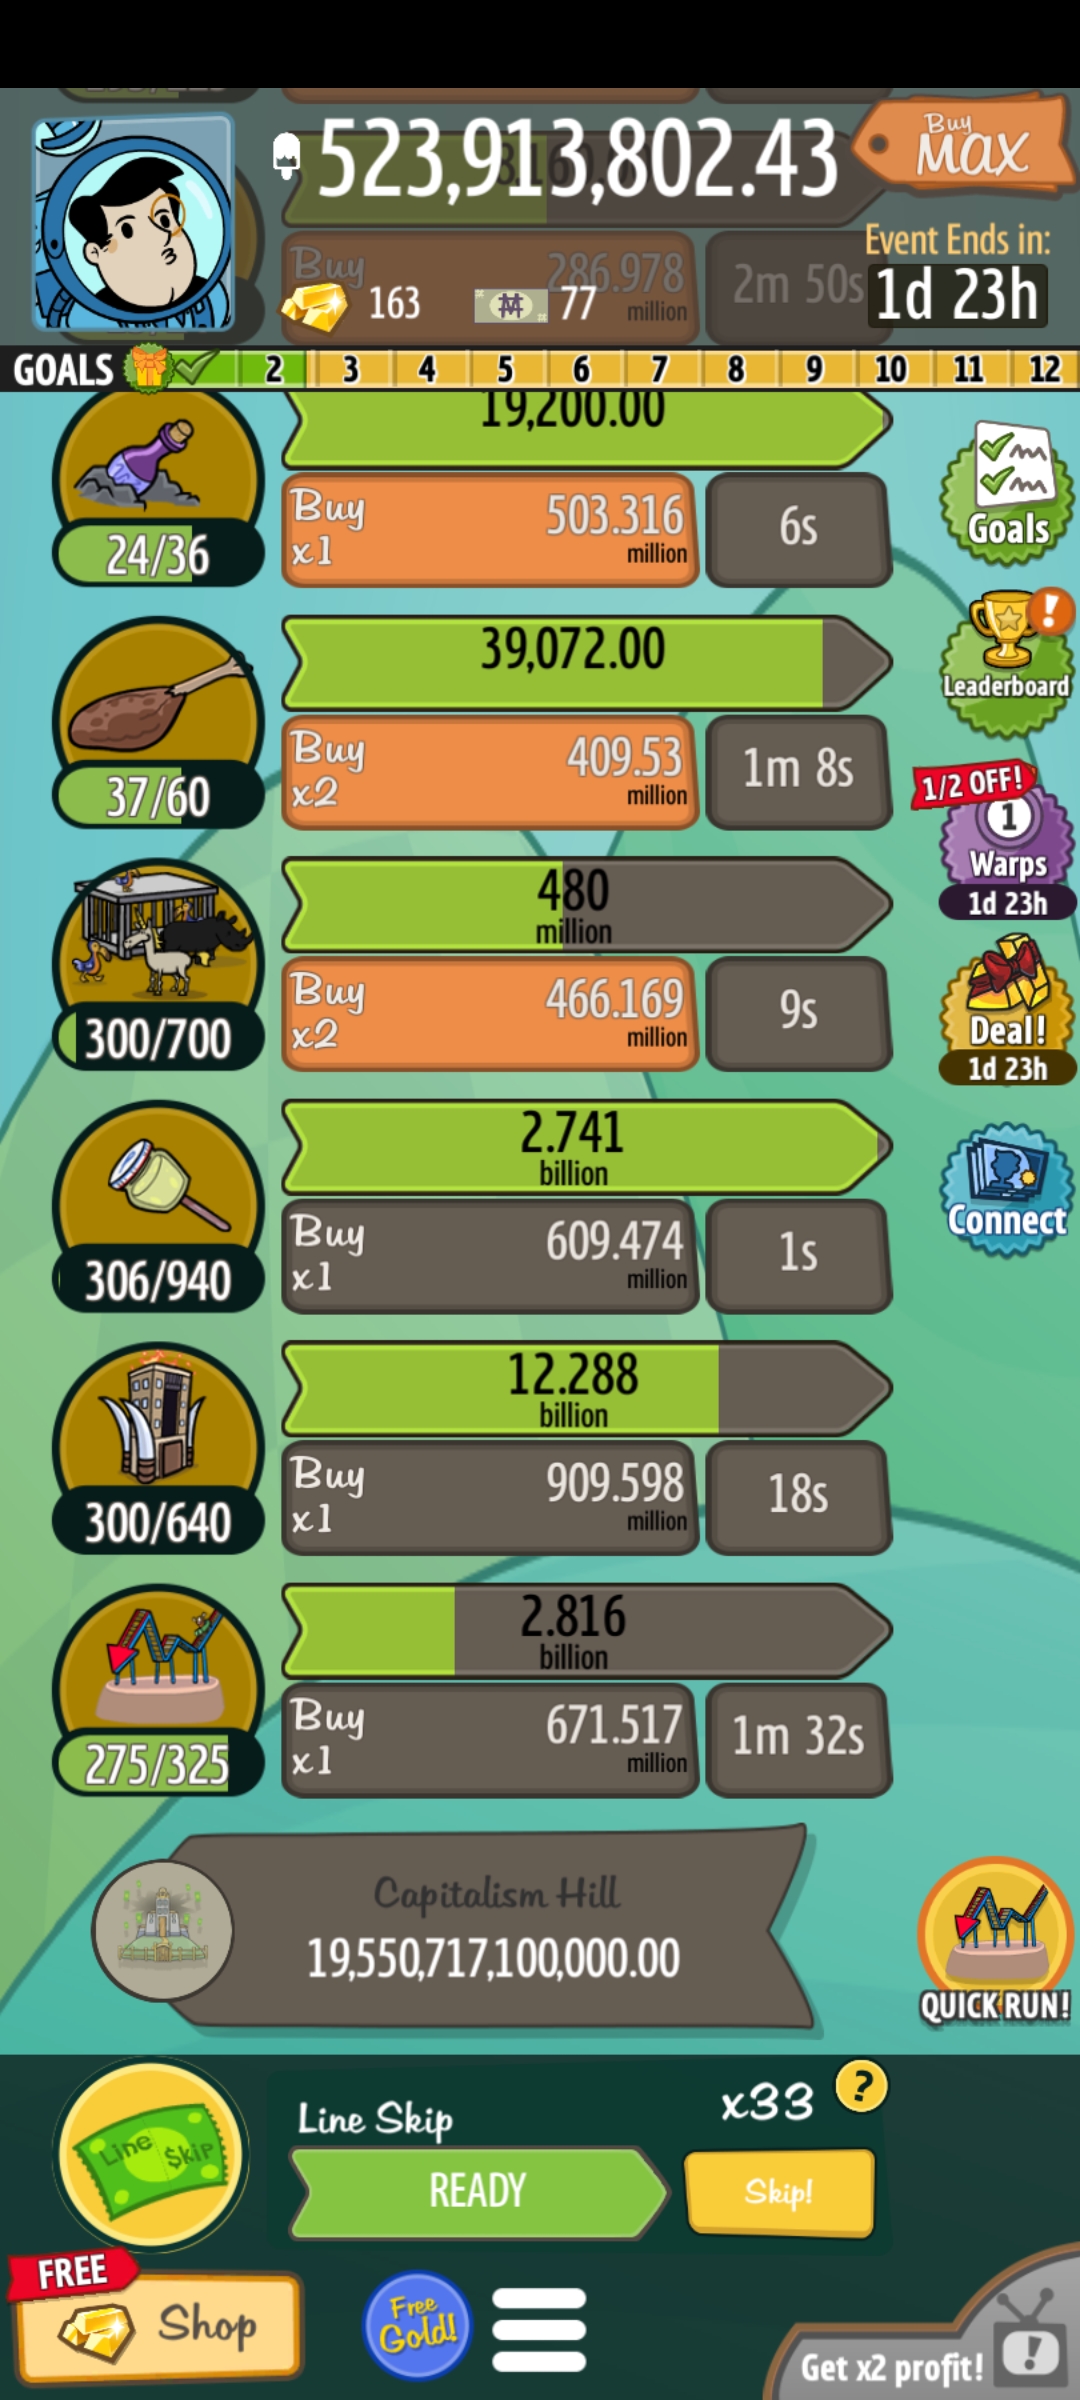 523,913,802.43
Buy
MAX
Event Ends in:
1d 23h
Buy
286.978
million
2m 50s
163
77
GOALS 2 3 4 5 6 7 8 9 10 11 12
19,200.00
24/36
Buy
x1
503.316
million
6s
Goals
39,072.00
37/60
Buy
x2
409.53
million
1m 8s
!
Leaderboard
1/2 OFF!
1
Warps
1d 23h
480
million
300/700
Buy
x2
466.169
million
9s
Deal!
1d 23h
2.741
billion
306/940
Buy
x1
609.474
million
1s
Connect
12.288
billion
300/640
Buy
x1
909.598
million
18s
2.816
billion
275/325
Buy
x1
671.517
million
1m 32s
Capitalism Hill
19,550,717,100,000.00
QUICK RUN!
Line $kip
Line Skip
x33
?
READY
Skip!
FREE
Shop
Free
Gold!
Get x2 profit!
!